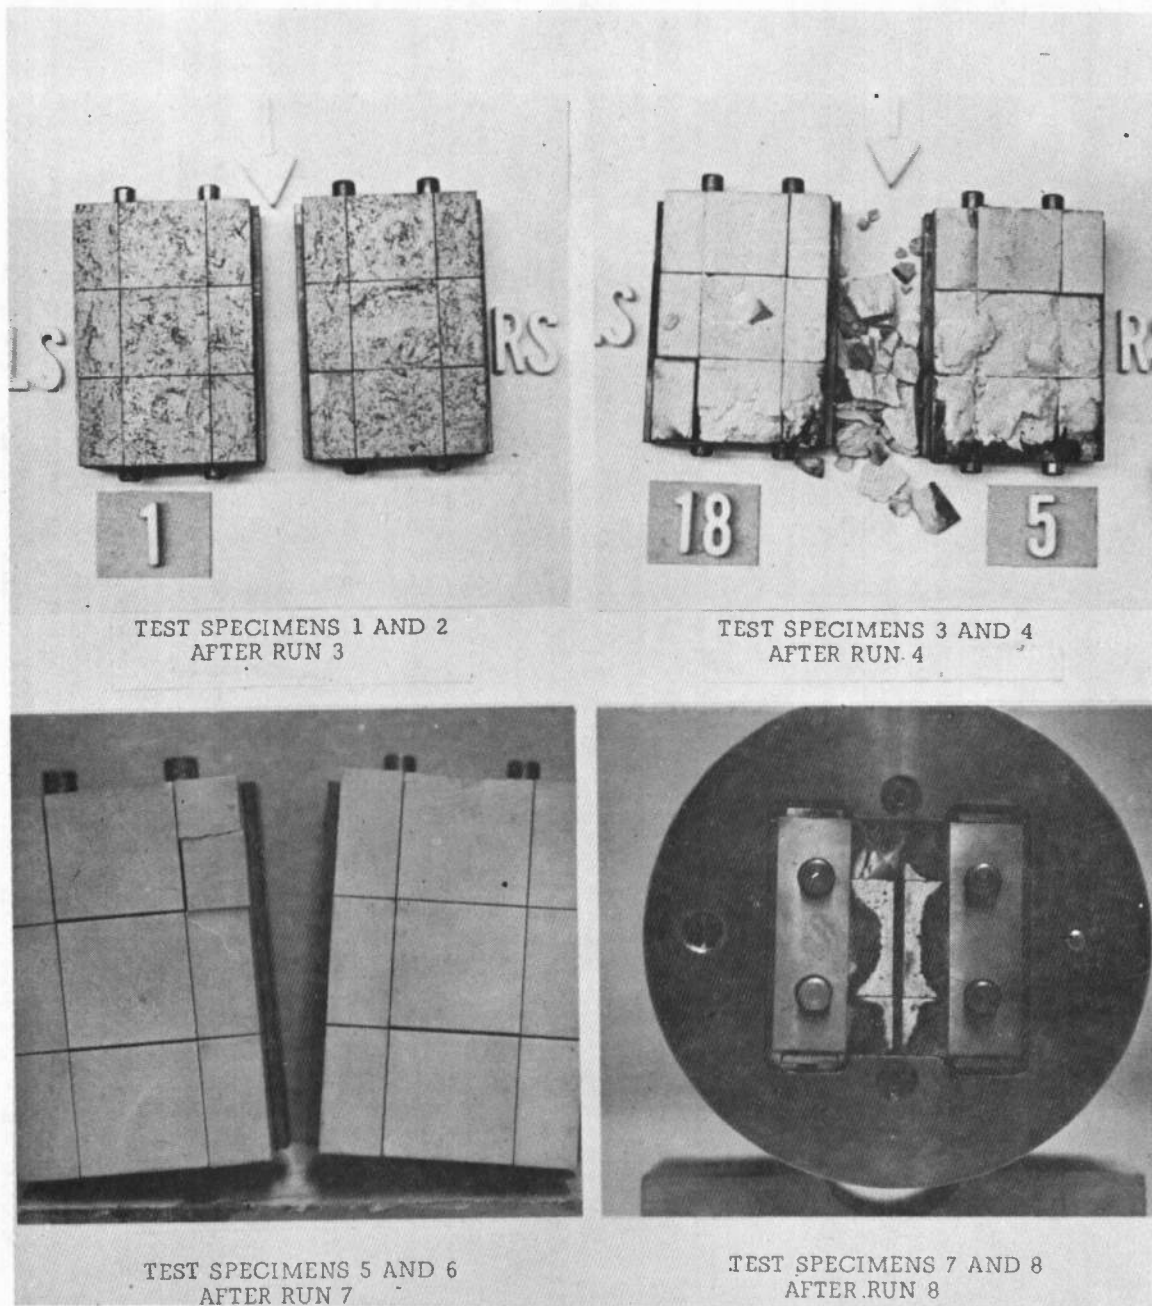 LS
RS
1
TEST SPECIMENS 1 AND 2
AFTER RUN 3
18
5
TEST SPECIMENS 3 AND 4
AFTER RUN 4
TEST SPECIMENS 5 AND 6
AFTER RUN 7
TEST SPECIMENS 7 AND 8
AFTER RUN 8